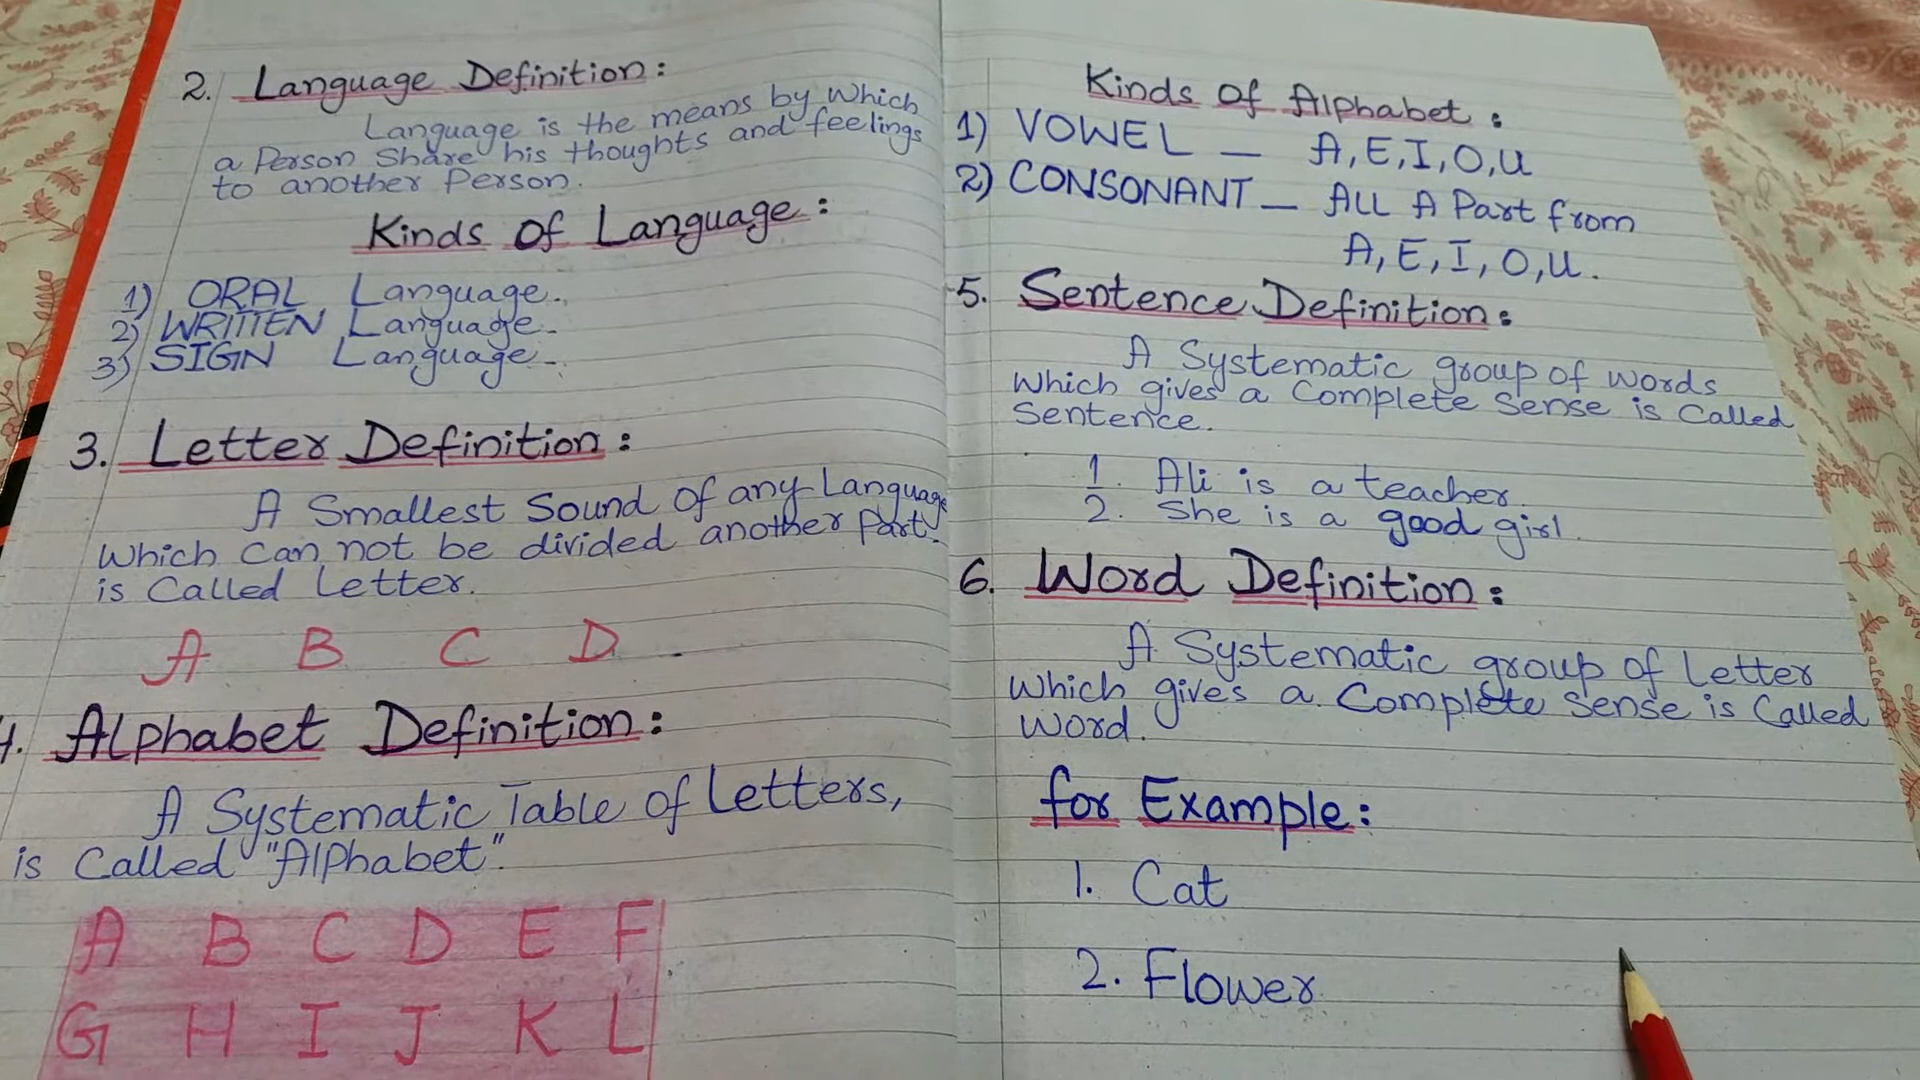 2. Language Definition:
Language is the means by which
a Person Share his thoughts and feelings
to another Person.
Kinds Of Language:
1) ORAL Language.
2) WRITTEN Language.
3) SIGN Language.
3. Letter Definition:
A Smallest Sound Of any Language
Which Can not be divided another Part.
is Called Letter.
A B C D
4. Alphabet Definition:
A Systematic Table of Letters,
is Called "Alphabet".
A B C D E F
G H I J K L
Kinds Of Alphabet:
1) VOWEL _ A, E, I, O, U
2) CONSONANT _ ALL A Part from
A, E, I, O, U.
5. Sentence Definition:
A Systematic group of words
Which gives a Complete Sense is Called
Sentence.
1. Ali is a teacher.
2. She is a good girl.
6. Word Definition:
A Systematic group of Letter
Which gives a Complete Sense is Called
Word.
for Example:
1. Cat
2. Flower